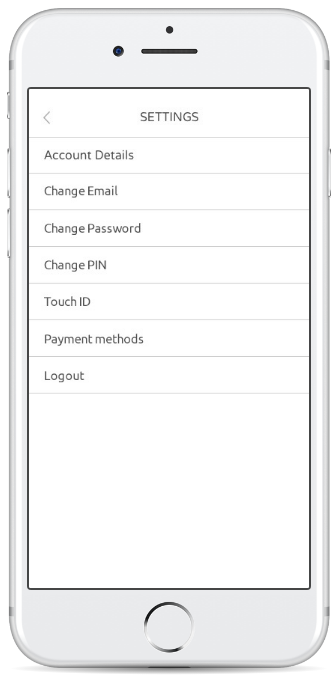 SETTINGS
Account Details
Change Email
Change Password
Change PIN
Touch ID
Payment methods
Logout